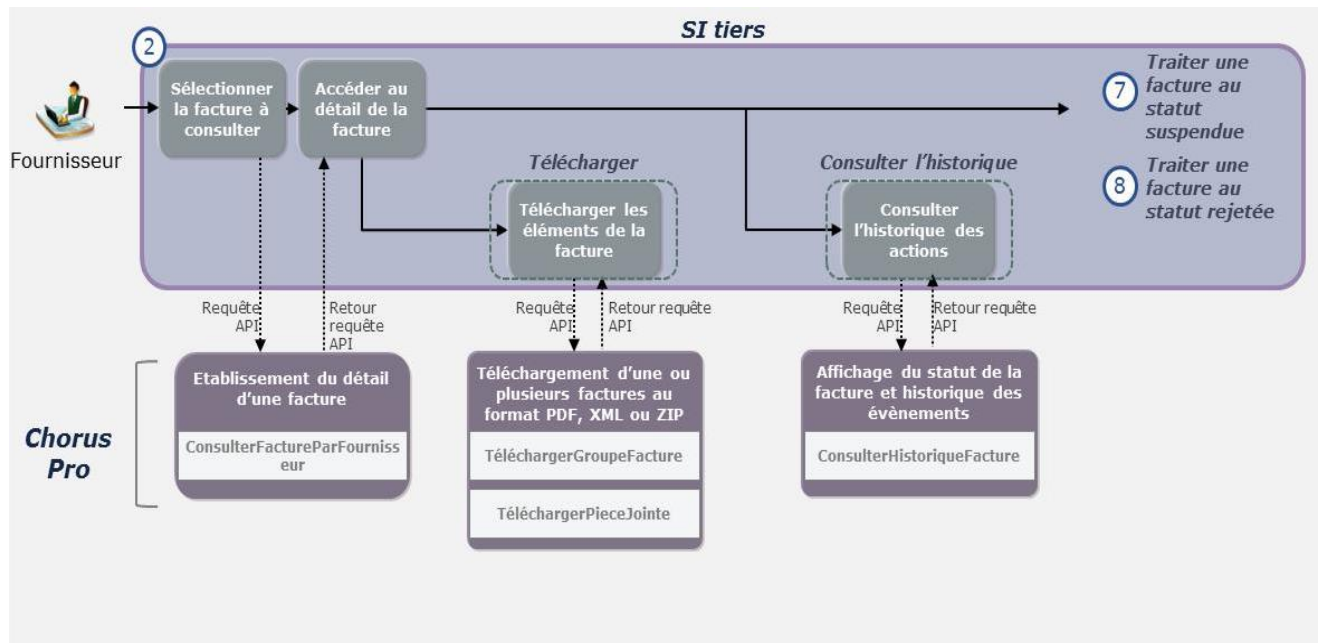 SI tiers
2
Sélectionner
la facture à
consulter
Accéder au
détail de la
facture
Fournisseur
7
Traiter une
facture au
statut
suspendue
8
Traiter une
facture au
statut rejetée
Télécharger
Télécharger les
éléments de la
facture
Consulter l'historique
Consulter
l'historique des
actions
Requête
API
Retour
requête
API
Requête
API
Retour requête
API
Requête
API
Retour requête
API
Chorus
Pro
Etablissement du détail
d'une facture
ConsulterFactureParFourniss
eur
Téléchargement d'une ou
plusieurs factures au
format PDF, XML ou ZIP
TéléchargerGroupeFacture
TéléchargerPieceJointe
Affichage du statut de la
facture et historique des
évènements
ConsulterHistoriqueFacture